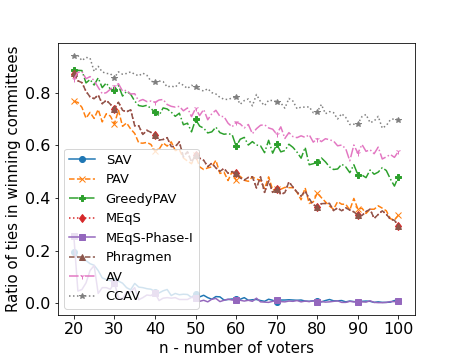 Ratio of ties in winning committees
0.8
0.6
0.4
0.2
0.0
SAV
PAV
GreedyPAV
MEqS
MEqS-Phase-I
Phragmen
AV
CCAV
20 30 40 50 60 70 80 90 100
n - number of voters